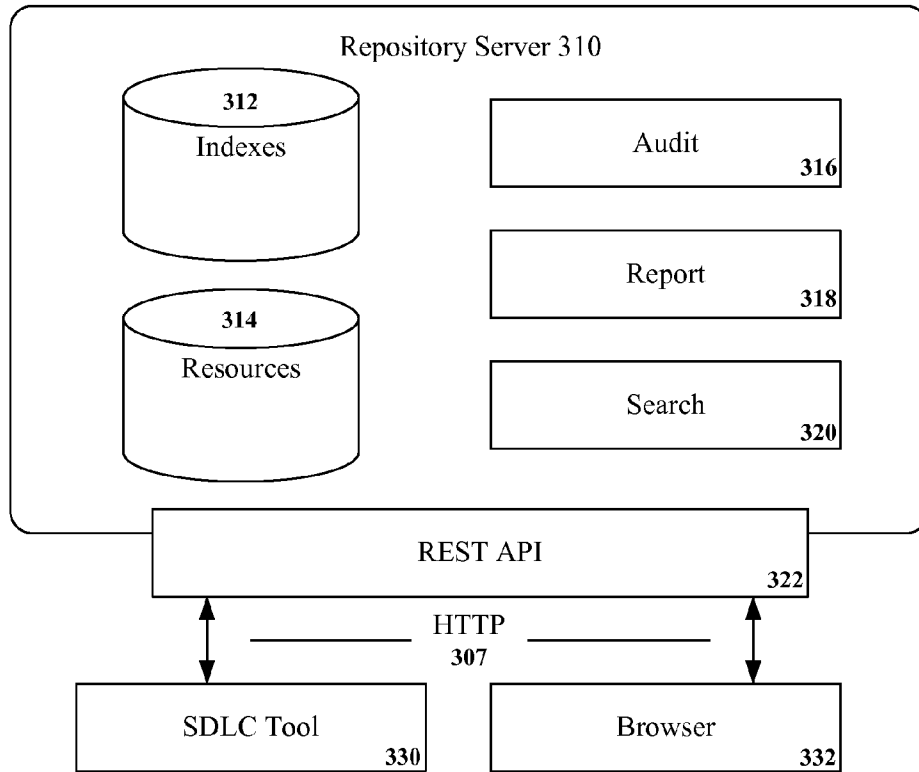 Repository Server 310
312
Indexes
Audit
316
Report
318
314
Resources
Search
320
REST API
322
HTTP
307
SDLC Tool
330
Browser
332